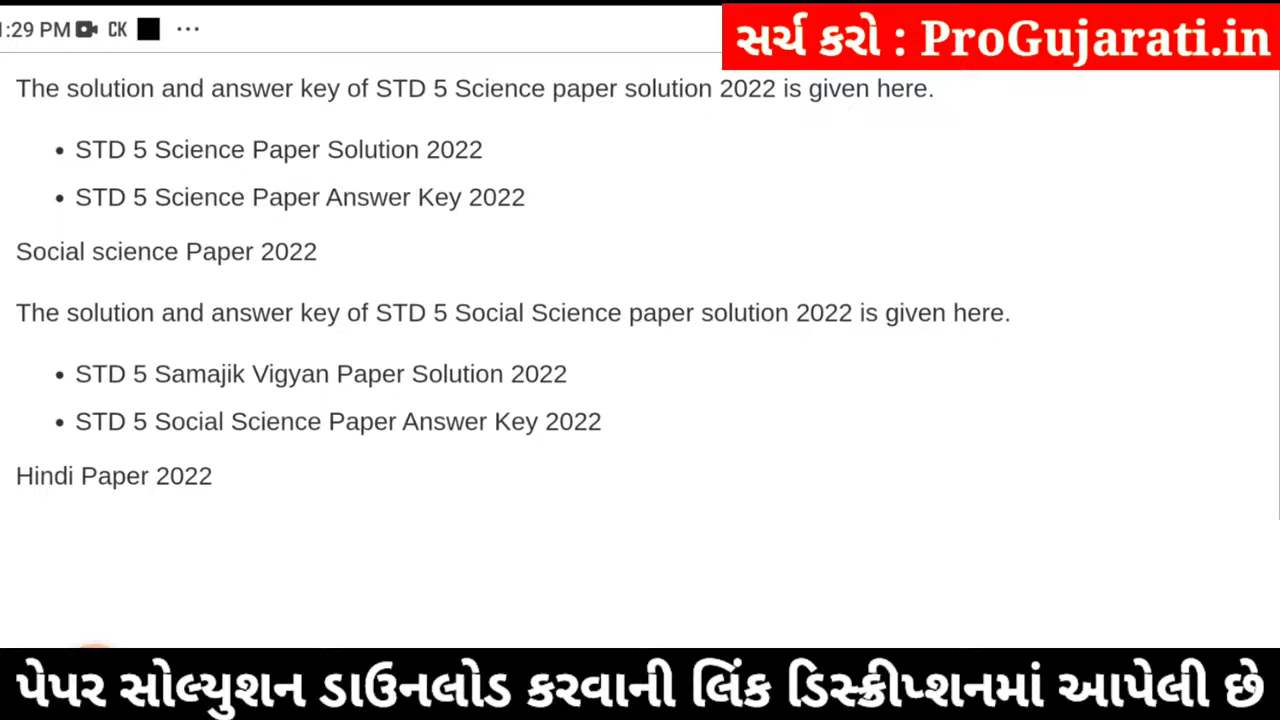 :29 PM CK ...
સર્ચ કરો : ProGujarati.in
The solution and answer key of STD 5 Science paper solution 2022 is given here.
• STD 5 Science Paper Solution 2022
• STD 5 Science Paper Answer Key 2022
Social science Paper 2022
The solution and answer key of STD 5 Social Science paper solution 2022 is given here.
• STD 5 Samajik Vigyan Paper Solution 2022
• STD 5 Social Science Paper Answer Key 2022
Hindi Paper 2022
પેપર સોલ્યુશન ડાઉનલોડ કરવાની લિંક ડિસ્ક્રીપ્શનમાં આપેલી છે